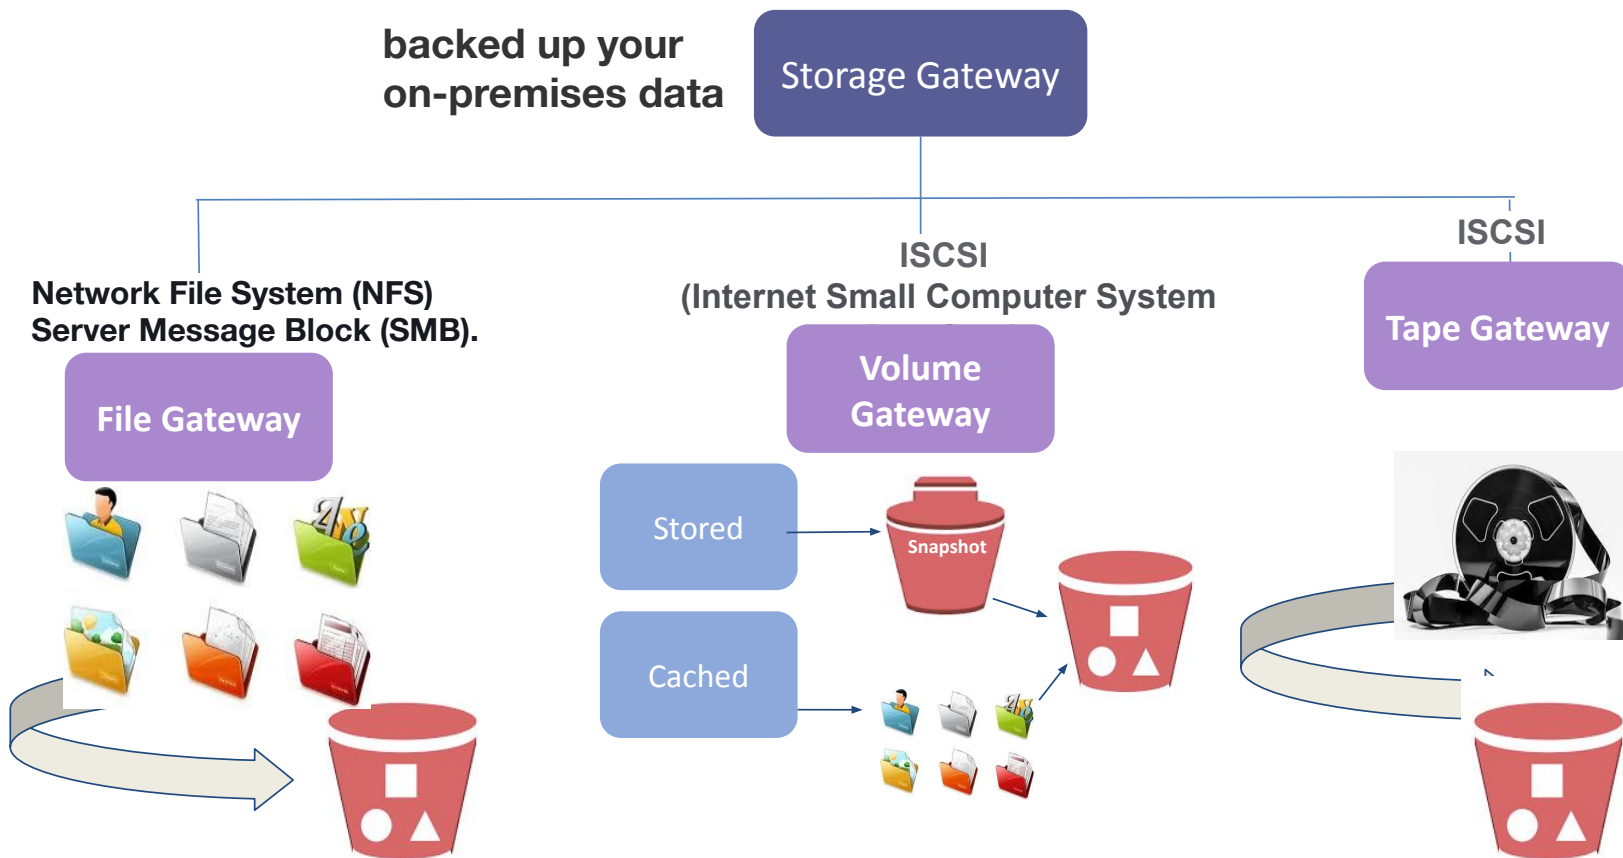 backed up your
on-premises data
Storage Gateway
Network File System (NFS)
Server Message Block (SMB).
File Gateway
ISCSI
(Internet Small Computer System
Volume
Gateway
Stored
Snapshot
Cached
ISCSI
Tape Gateway